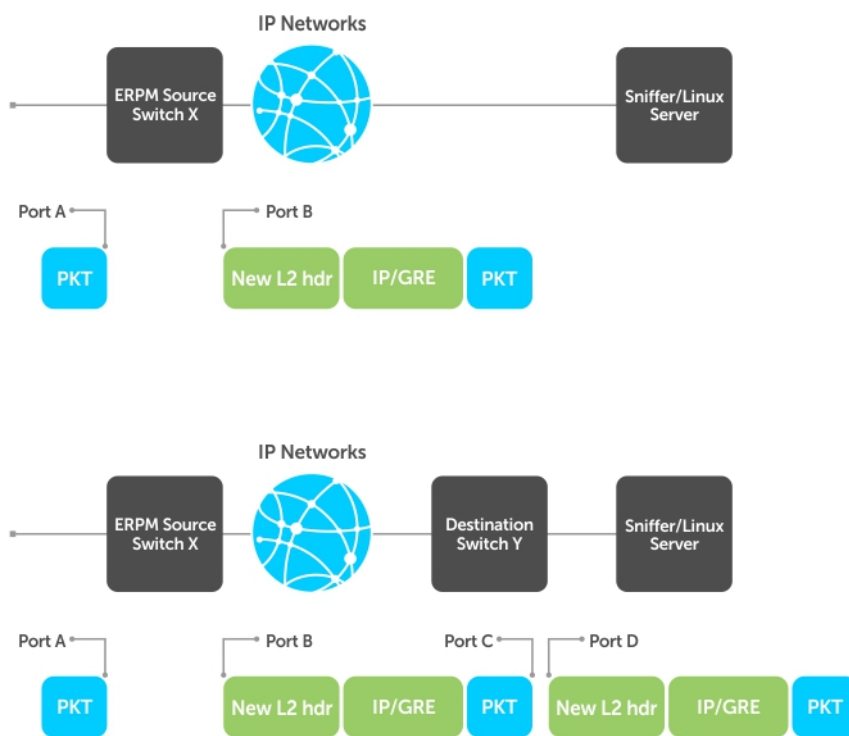 IP Networks
ERPM Source
Switch X
Sniffer/Linux
Server
Port A
Port B
PKT
New L2 hdr
IP/GRE
PKT
IP Networks
ERPM Source
Switch X
Destination
Switch Y
Sniffer/Linux
Server
Port A
Port B
Port C
Port D
PKT
New L2 hdr
IP/GRE
PKT
New L2 hdr
IP/GRE
PKT